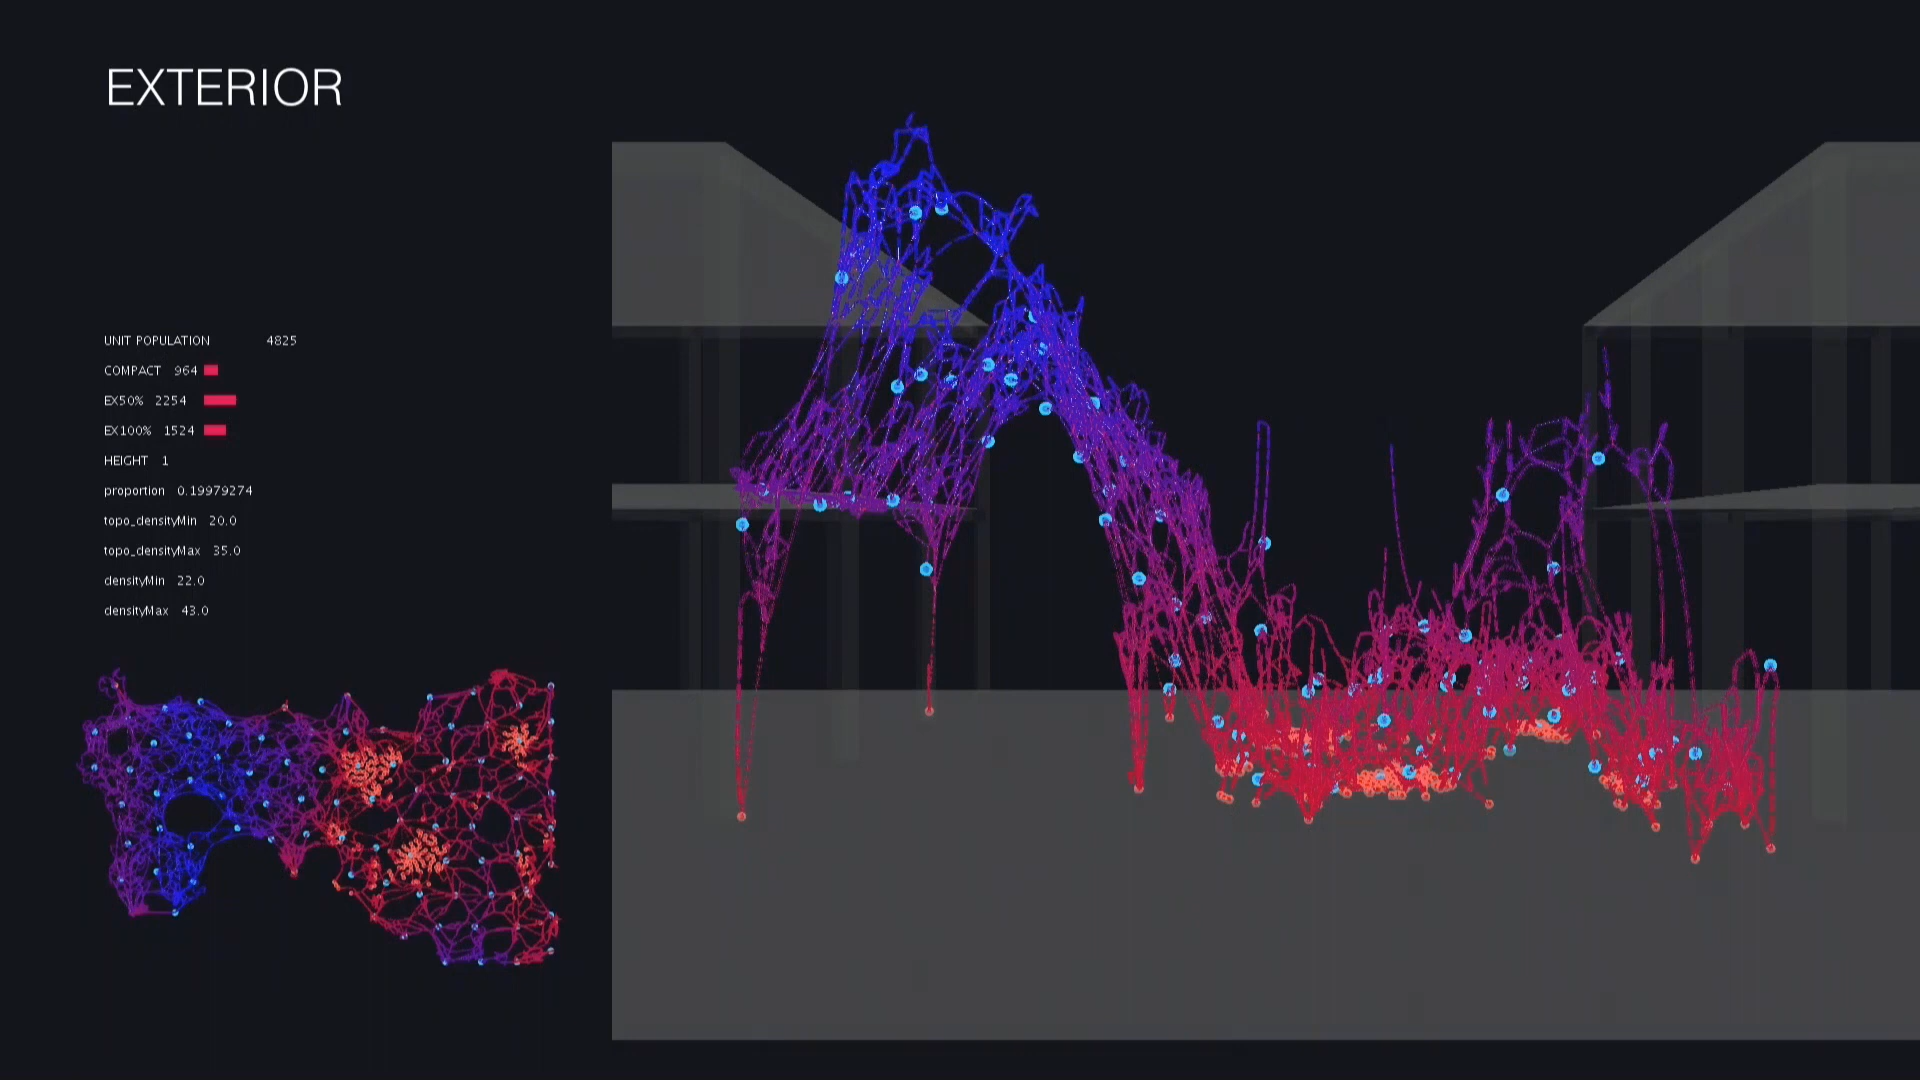 EXTERIOR
UNIT POPULATION 4825
COMPACT 964
EX50% 2254
EX100% 1524
HEIGHT 1
proportion 0.19979274
topo_densityMin 20.0
topo_densityMax 35.0
densityMin 22.0
densityMax 43.0